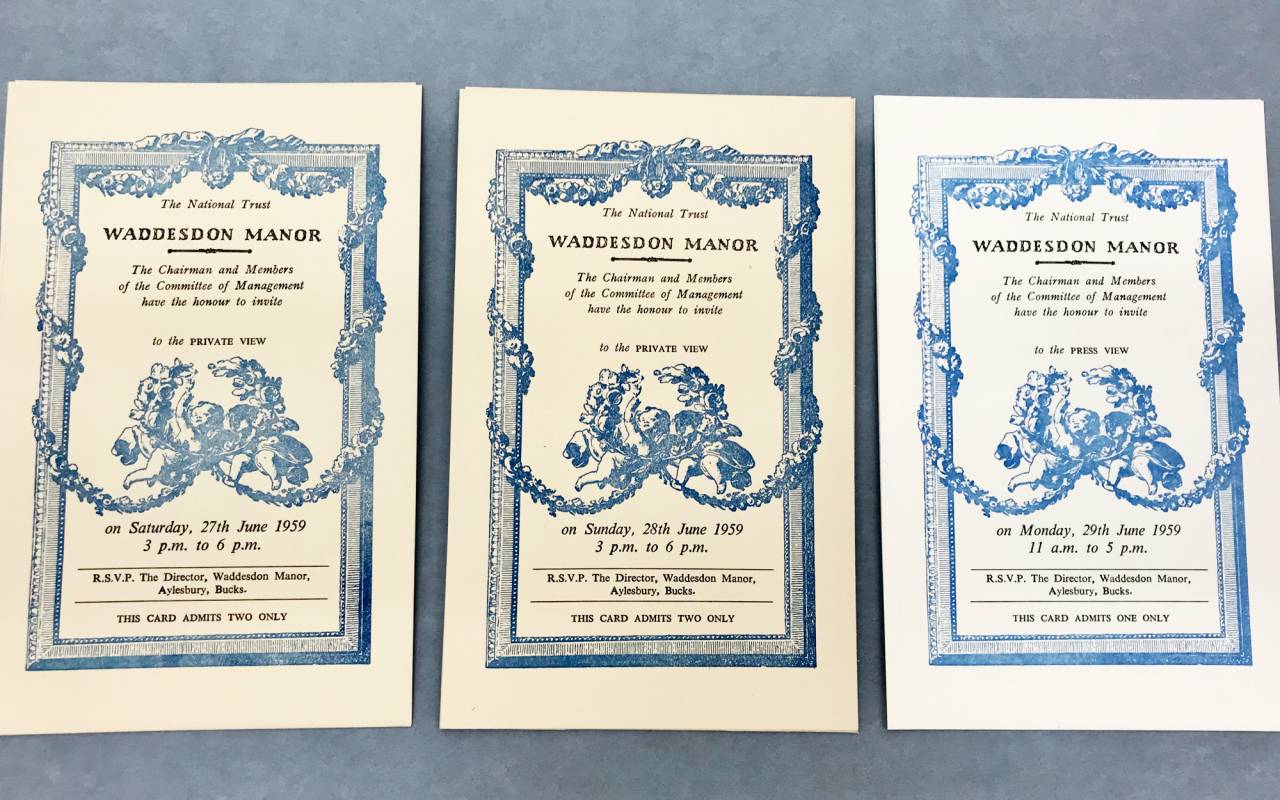 The National Trust
WADDESDON MANOR
The Chairman and Members
of the Committee of Management
have the honour to invite
to the PRIVATE VIEW
on Saturday, 27th June 1959
3 p.m. to 6 p.m.
R.S.V.P. The Director, Waddesdon Manor,
Aylesbury, Bucks.
THIS CARD ADMITS TWO ONLY
The National Trust
WADDESDON MANOR
The Chairman and Members
of the Committee of Management
have the honour to invite
to the PRIVATE VIEW
on Sunday, 28th June 1959
3 p.m. to 6 p.m.
R.S.V.P. The Director, Waddesdon Manor,
Aylesbury, Bucks.
THIS CARD ADMITS TWO ONLY
The National Trust
WADDESDON MANOR
The Chairman and Members
of the Committee of Management
have the honour to invite
to the PRESS VIEW
on Monday, 29th June 1959
11 a.m. to 5 p.m.
R.S.V.P. The Director, Waddesdon Manor,
Aylesbury, Bucks.
THIS CARD ADMITS ONE ONLY